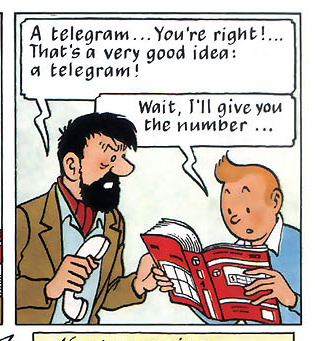 A telegram... You're right!...
That's a very good idea:
a telegram!
Wait, I'll give you
the number ...